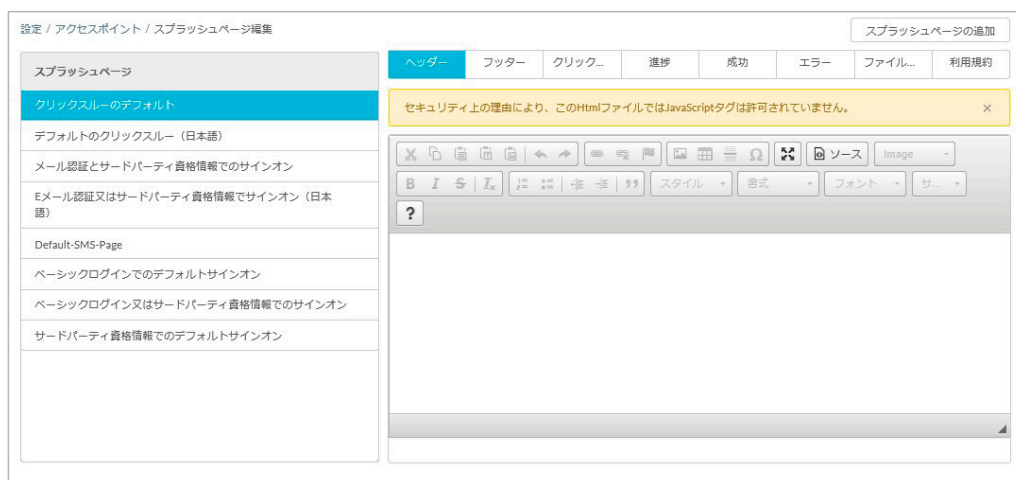 設定 / アクセスポイント / スプラッシュページ編集
スプラッシュページの追加
スプラッシュページ
クリックスルーのデフォルト
デフォルトのクリックスルー（日本語）
メール認証とサードパーティ資格情報でのサインオン
Eメール認証又はサードパーティ資格情報でサインオン（日本
語）
Default-SMS-Page
ベーシックログインでのデフォルトサインオン
ベーシックログイン又はサードパーティ資格情報でのサインオン
サードパーティ資格情報でのデフォルトサインオン
ヘッダー フッター クリック... 進捗 成功 エラー ファイル... 利用規約
セキュリティ上の理由により、このHtmlファイルではJavaScriptタグは許可されていません。 ×
Ω ソース Image
B I S Ix スタイル 書式 フォント サ...
?